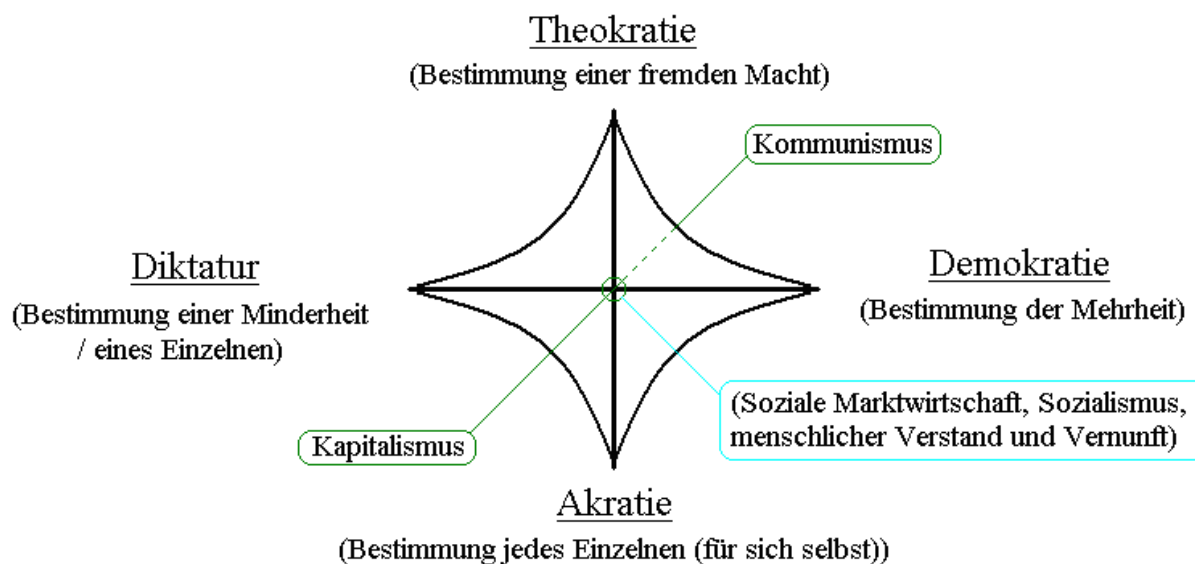 Theokratie
(Bestimmung einer fremden Macht)
Kommunismus
Diktatur
(Bestimmung einer Minderheit
/ eines Einzelnen)
Demokratie
(Bestimmung der Mehrheit)
(Soziale Marktwirtschaft, Sozialismus,
menschlicher Verstand und Vernunft)
Kapitalismus
Akratie
(Bestimmung jedes Einzelnen (für sich selbst))